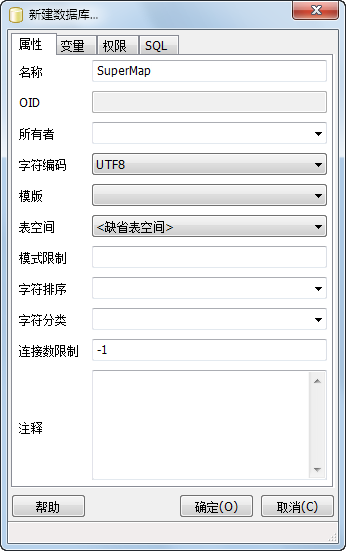 新建数据库...
属性 变量 权限 SQL
名称 SuperMap
OID
所有者
字符编码 UTF8
模版
表空间 <缺省表空间>
模式限制
字符排序
字符分类
连接数限制 -1
注释
帮助 确定(O) 取消(C)